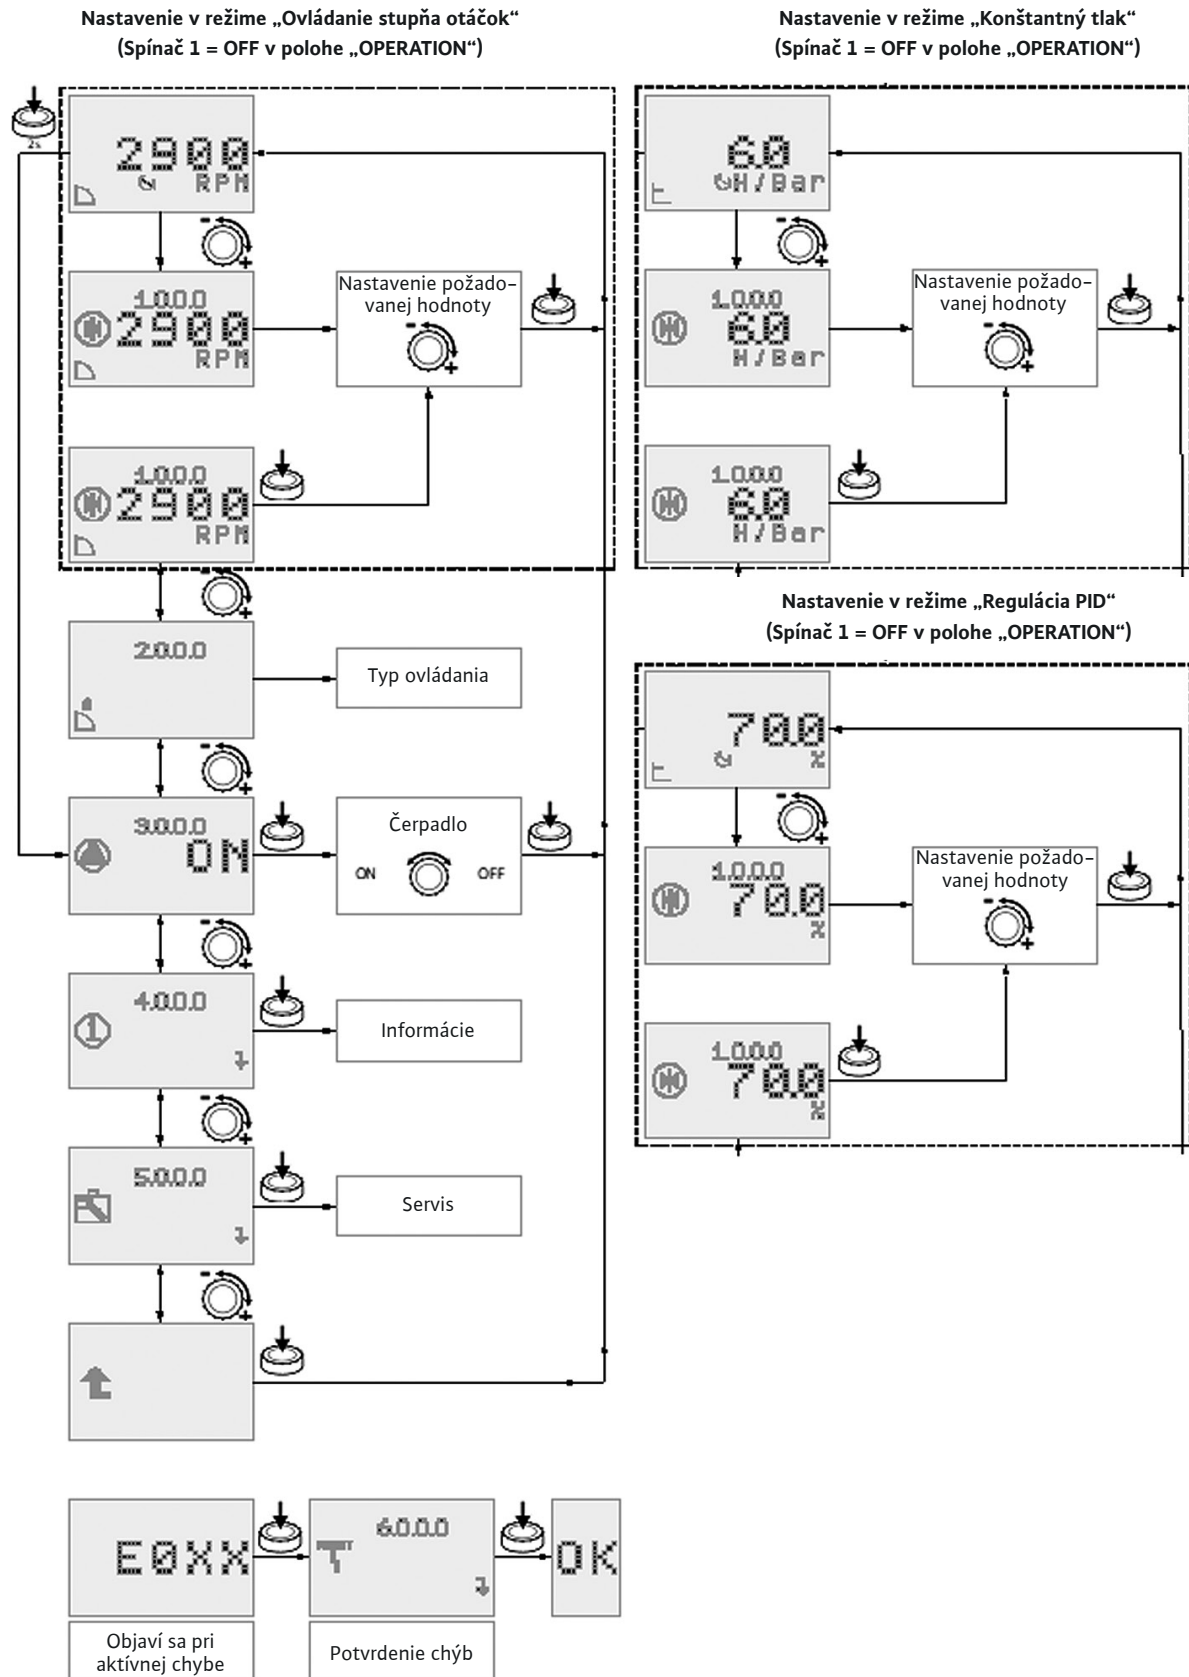 Nastavenie v režime „Ovládanie stupňa otáčok“
(Spínač 1 = OFF v polohe „OPERATION“)
2s
2900
RPM
1.0.0.0
2900
RPM
Nastavenie požado-
vanej hodnoty
- +
1.0.0.0
2900
RPM
2.0.0.0
Typ ovládania
3.0.0.0
ON
Čerpadlo
ON OFF
4.0.0.0
1
Informácie
5.0.0.0
Servis
E0XX
6.0.0.0
RESET
OK
Objaví sa pri
aktívnej chybe
Potvrdenie chýb
Nastavenie v režime „Konštantný tlak“
(Spínač 1 = OFF v polohe „OPERATION“)
6.0
H/Bar
1.0.0.0
6.0
H/Bar
Nastavenie požado-
vanej hodnoty
- +
1.0.0.0
6.0
H/Bar
Nastavenie v režime „Regulácia PID“
(Spínač 1 = OFF v polohe „OPERATION“)
70.0
%
1.0.0.0
70.0
%
Nastavenie požado-
vanej hodnoty
- +
1.0.0.0
70.0
%